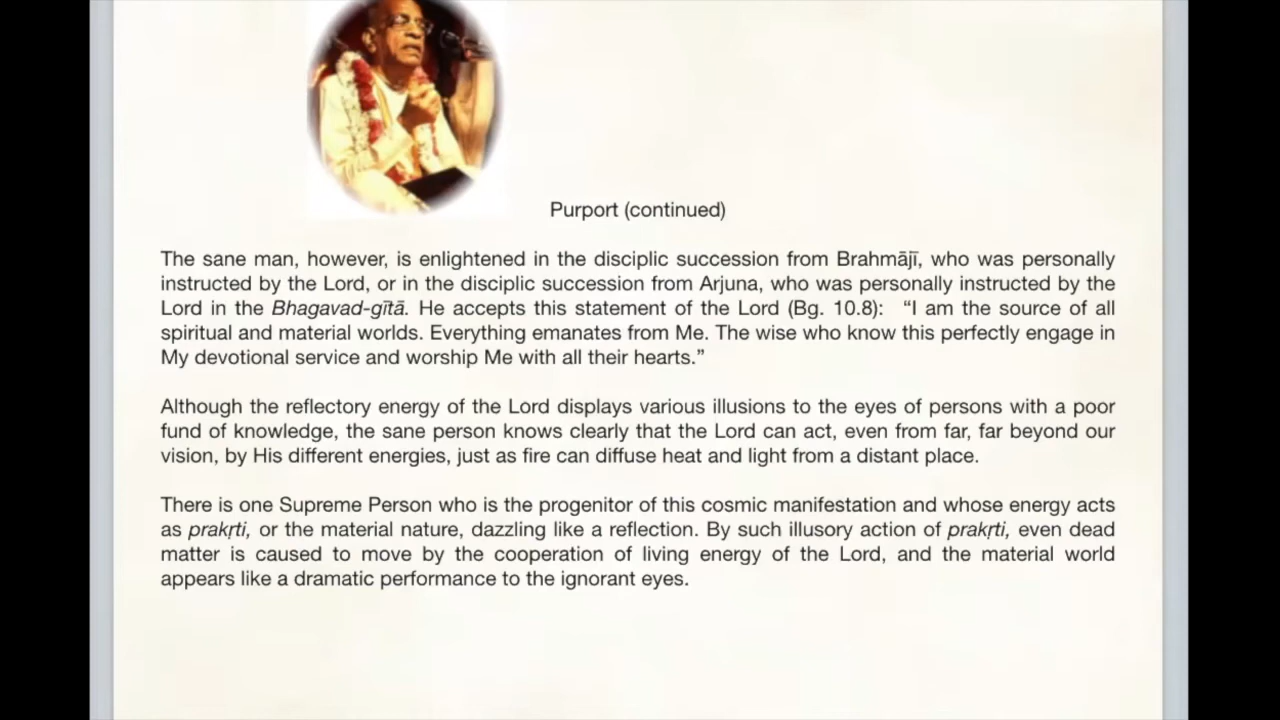 Purport (continued)
The sane man, however, is enlightened in the disciplic succession from Brahmājī, who was personally
instructed by the Lord, or in the disciplic succession from Arjuna, who was personally instructed by the
Lord in the Bhagavad-gītā. He accepts this statement of the Lord (Bg. 10.8): “I am the source of all
spiritual and material worlds. Everything emanates from Me. The wise who know this perfectly engage in
My devotional service and worship Me with all their hearts.”
Although the reflectory energy of the Lord displays various illusions to the eyes of persons with a poor
fund of knowledge, the sane person knows clearly that the Lord can act, even from far, far beyond our
vision, by His different energies, just as fire can diffuse heat and light from a distant place.
There is one Supreme Person who is the progenitor of this cosmic manifestation and whose energy acts
as prakṛti, or the material nature, dazzling like a reflection. By such illusory action of prakṛti, even dead
matter is caused to move by the cooperation of living energy of the Lord, and the material world
appears like a dramatic performance to the ignorant eyes.